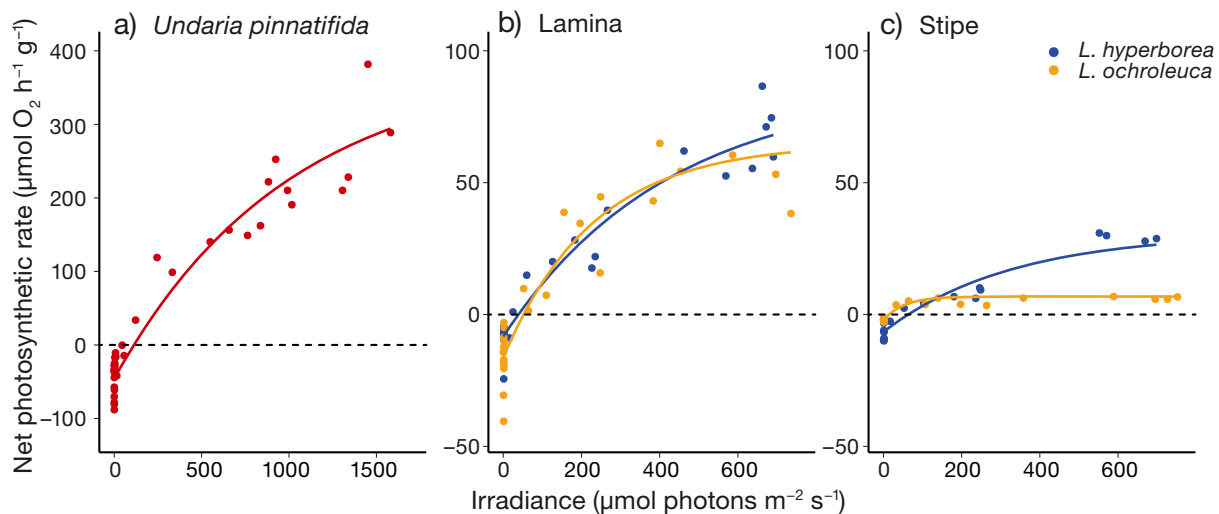 a) Undaria pinnatifida
b) Lamina
c) Stipe
L. hyperborea
L. ochroleuca
Net photosynthetic rate (µmol O₂ h⁻¹ g⁻¹)
400
300
200
100
0
−100
0 500 1000 1500
100
50
0
−50
0 200 400 600
100
50
0
−50
0 200 400 600
Irradiance (µmol photons m⁻² s⁻¹)